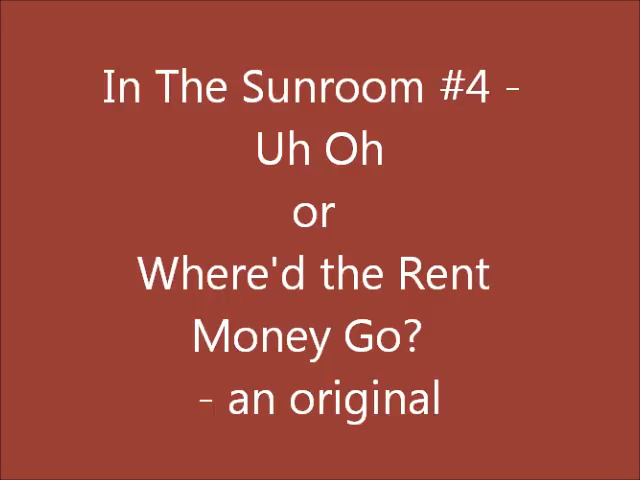 In The Sunroom #4 -
Uh Oh
or
Where'd the Rent
Money Go?
- an original